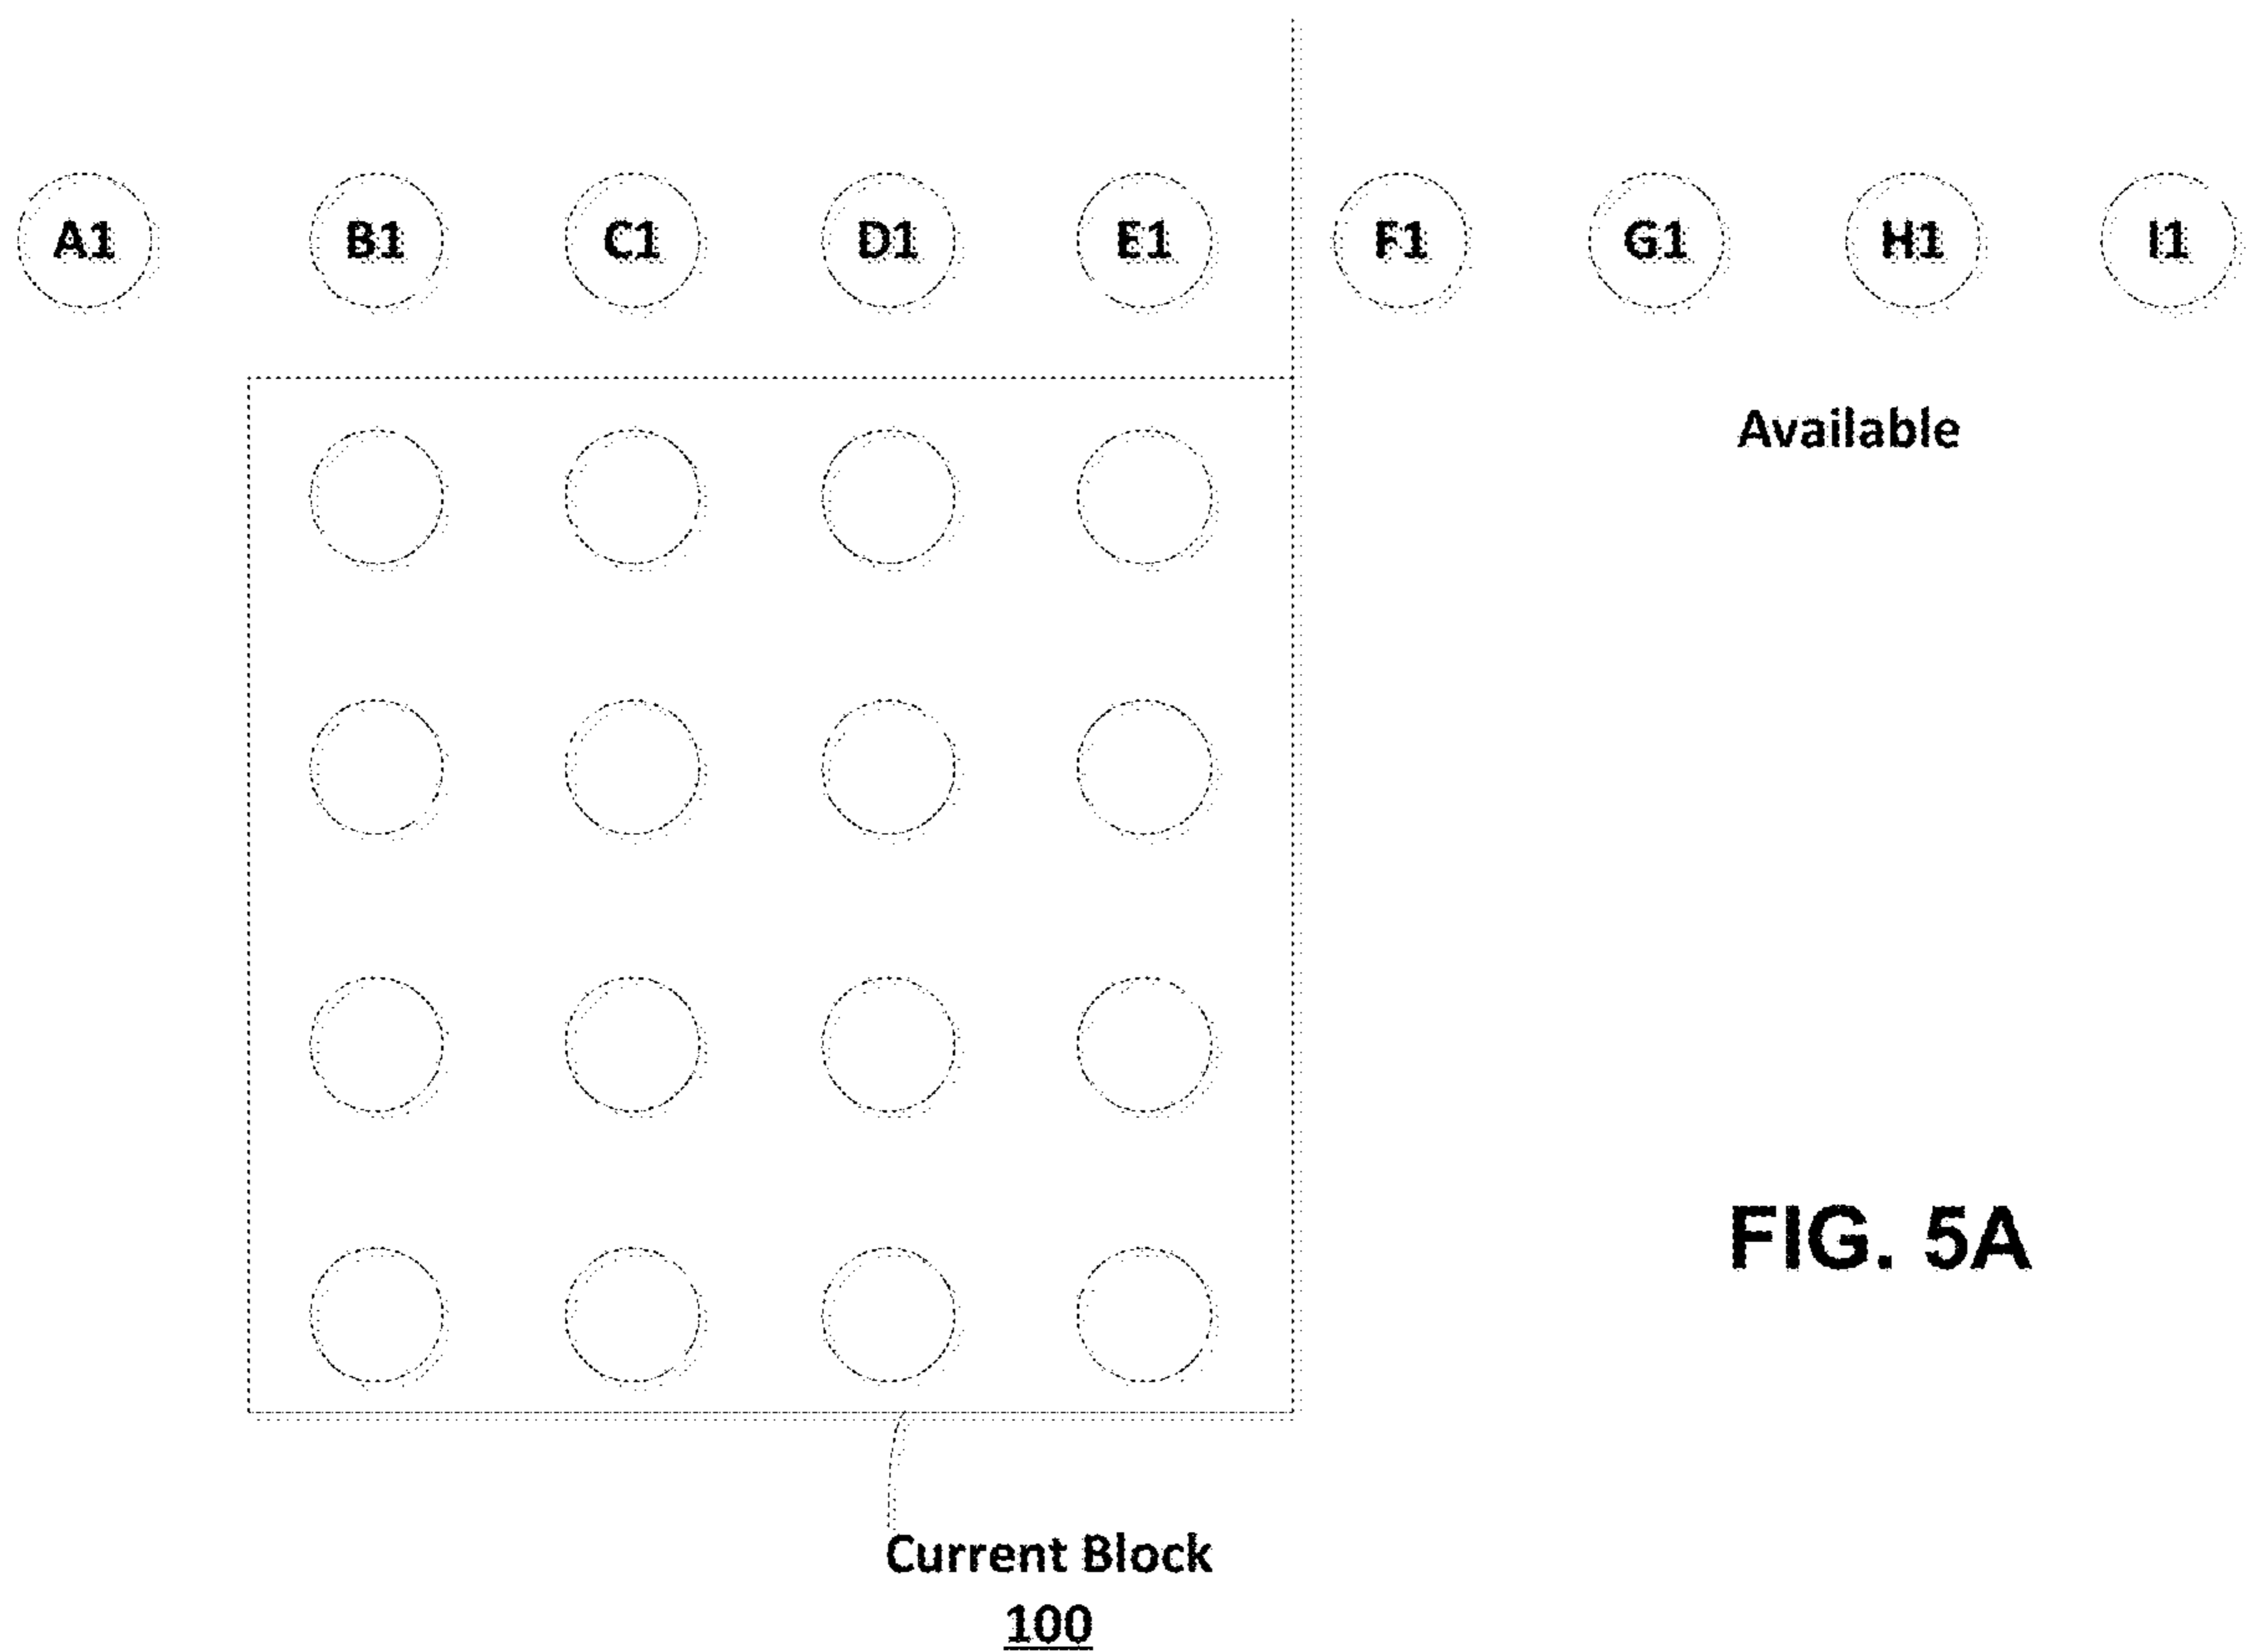 A1 B1 C1 D1 E1 F1 G1 H1 I1
Available
FIG. 5A
Current Block
100